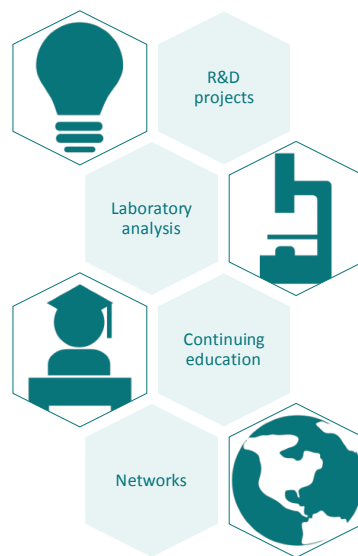 R&D
projects
Laboratory
analysis
Continuing
education
Networks